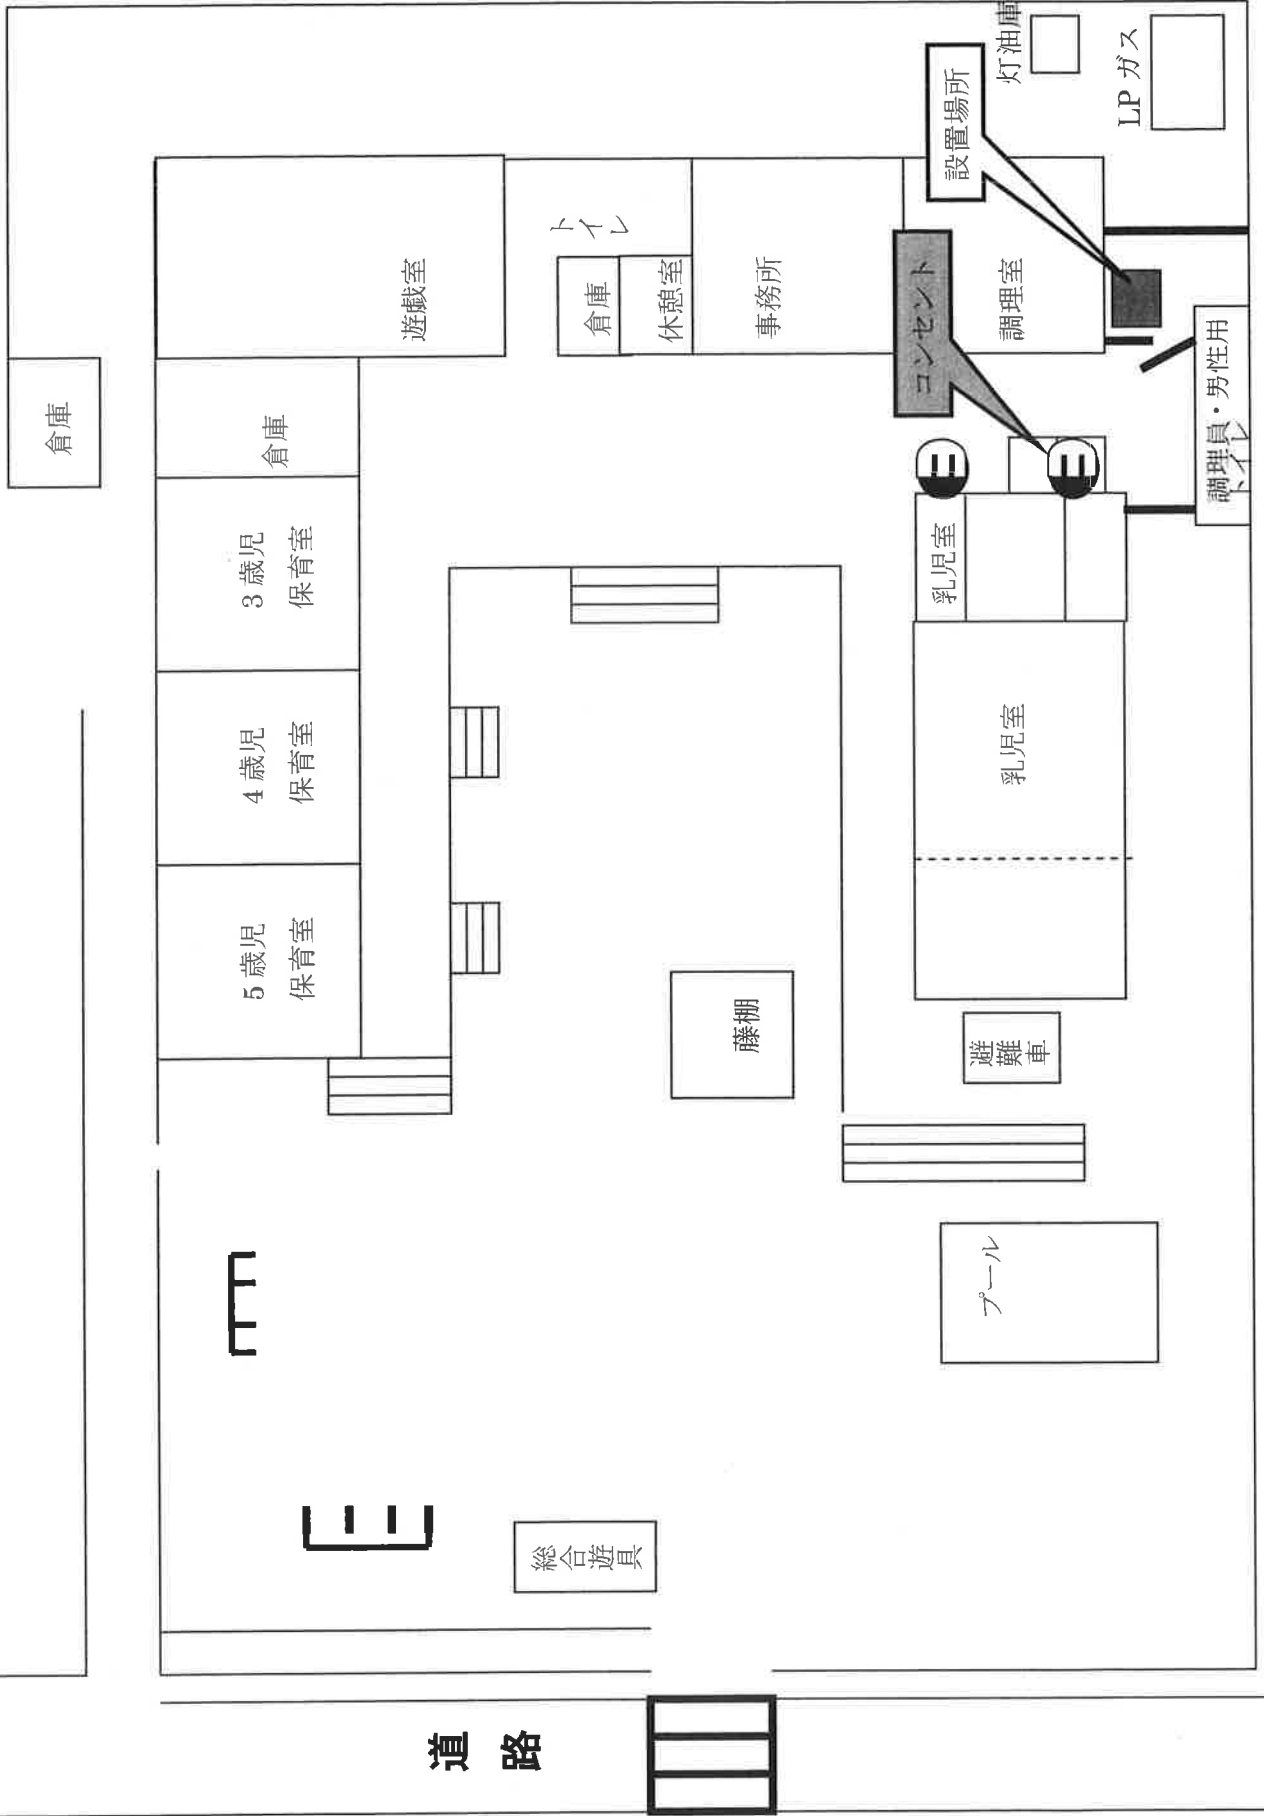 倉庫
倉庫
3歳児
保育室
4歳児
保育室
5歳児
保育室
遊戯室
トイレ
倉庫
休憩室
事務所
調理室
設置場所
コンセント
灯油庫
LP ガス
調理員・男性用
トイレ
乳児室
乳児室
避難車
藤棚
プール
総合遊具
道路